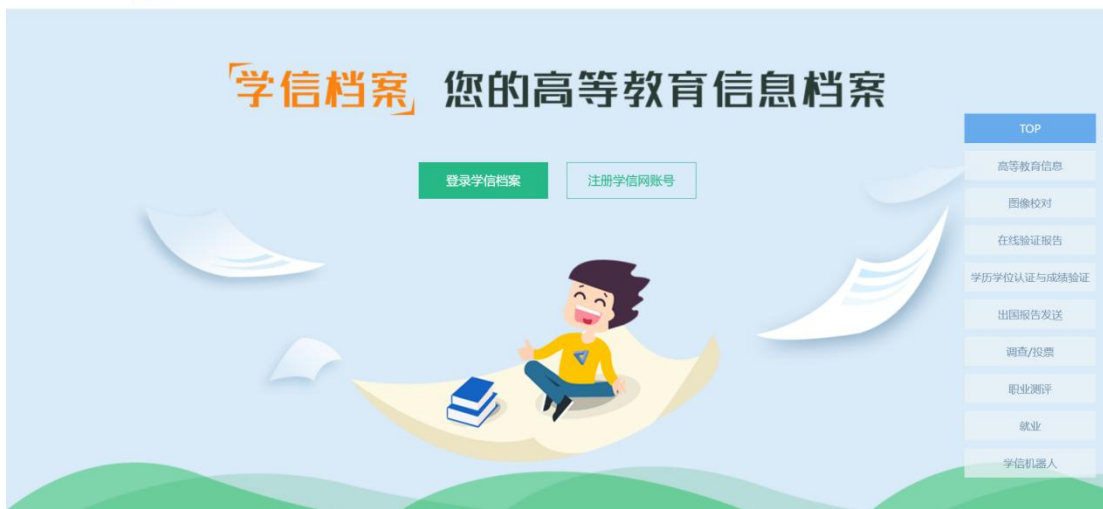 学信档案 您的高等教育信息档案
登录学信档案 注册学信网账号
TOP
高等教育信息
图像校对
在线验证报告
学历学位认证与成绩验证
出国报告发送
调查/投票
职业测评
就业
学信机器人